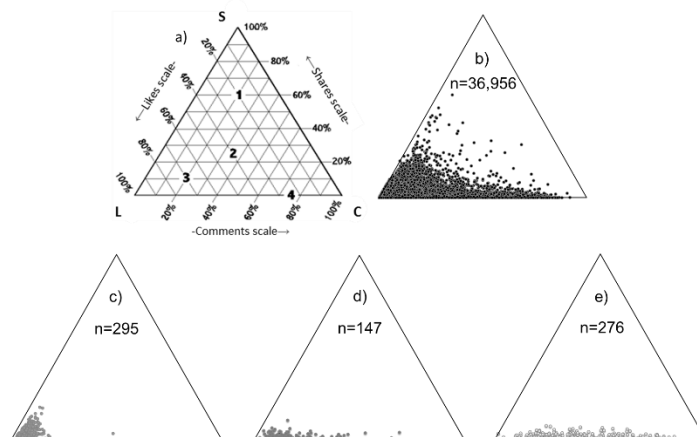 S
a)
100%
20%
80%
40%
60%
60%
40%
80%
20%
100%
←Likes scale-
←Shares scale-
1
2
3
4
L
C
20%
40%
60%
80%
100%
-Comments scale→
b)
n=36,956
c)
n=295
d)
n=147
e)
n=276